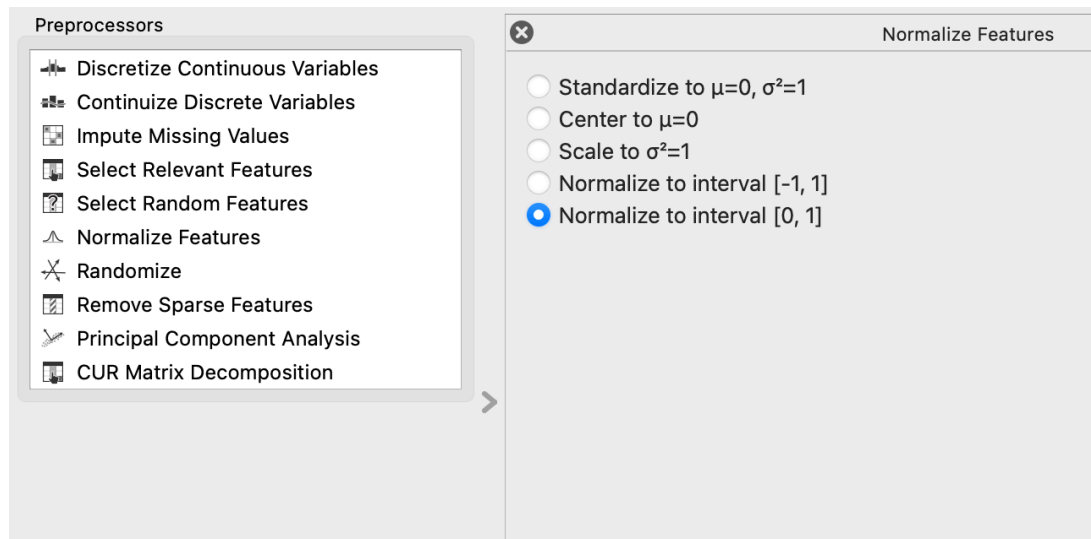 Preprocessors
Discretize Continuous Variables
Continuize Discrete Variables
Impute Missing Values
Select Relevant Features
Select Random Features
Normalize Features
Randomize
Remove Sparse Features
Principal Component Analysis
CUR Matrix Decomposition
Normalize Features
Standardize to μ=0, σ²=1
Center to μ=0
Scale to σ²=1
Normalize to interval [-1, 1]
Normalize to interval [0, 1]